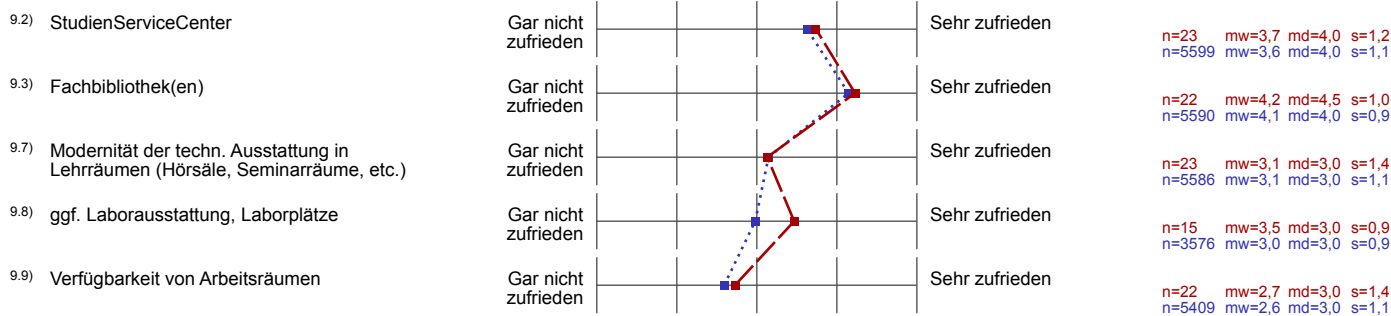 9.2) StudienServiceCenter
Gar nicht
zufrieden
Sehr zufrieden
n=23 mw=3,7 md=4,0 s=1,2
n=5599 mw=3,6 md=4,0 s=1,1
9.3) Fachbibliothek(en)
Gar nicht
zufrieden
Sehr zufrieden
n=22 mw=4,2 md=4,5 s=1,0
n=5590 mw=4,1 md=4,0 s=0,9
9.7) Modernität der techn. Ausstattung in
Lehrräumen (Hörsäle, Seminarräume, etc.)
Gar nicht
zufrieden
Sehr zufrieden
n=23 mw=3,1 md=3,0 s=1,4
n=5586 mw=3,1 md=3,0 s=1,1
9.8) ggf. Laborausstattung, Laborplätze
Gar nicht
zufrieden
Sehr zufrieden
n=15 mw=3,5 md=3,0 s=0,9
n=3576 mw=3,0 md=3,0 s=0,9
9.9) Verfügbarkeit von Arbeitsräumen
Gar nicht
zufrieden
Sehr zufrieden
n=22 mw=2,7 md=3,0 s=1,4
n=5409 mw=2,6 md=3,0 s=1,1